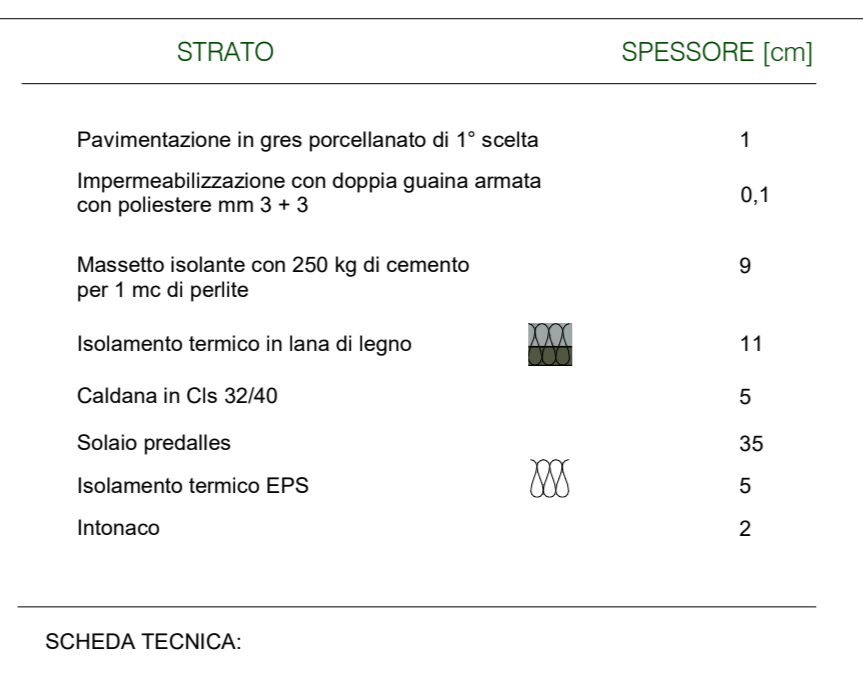 STRATO SPESSORE [cm]
Pavimentazione in gres porcellanato di 1° scelta 1
Impermeabilizzazione con doppia guaina armata
con poliestere mm 3 + 3 0,1
Massetto isolante con 250 kg di cemento 9
per 1 mc di perlite
Isolamento termico in lana di legno 11
Caldana in Cls 32/40 5
Solaio predalles 35
Isolamento termico EPS 5
Intonaco 2
SCHEDA TECNICA: